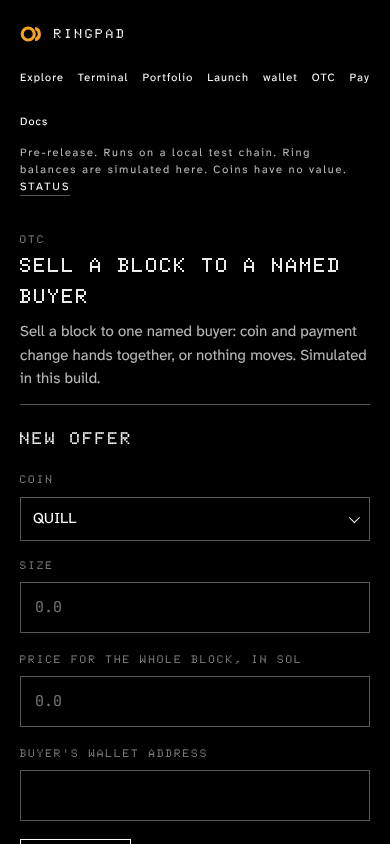 RINGPAD
Explore Terminal Portfolio Launch wallet OTC Pay
Docs
Pre-release. Runs on a local test chain. Ring
balances are simulated here. Coins have no value.
STATUS
OTC
SELL A BLOCK TO A NAMED
BUYER
Sell a block to one named buyer: coin and payment
change hands together, or nothing moves. Simulated
in this build.
NEW OFFER
COIN
QUILL
SIZE
0.0
PRICE FOR THE WHOLE BLOCK, IN SOL
0.0
BUYER'S WALLET ADDRESS